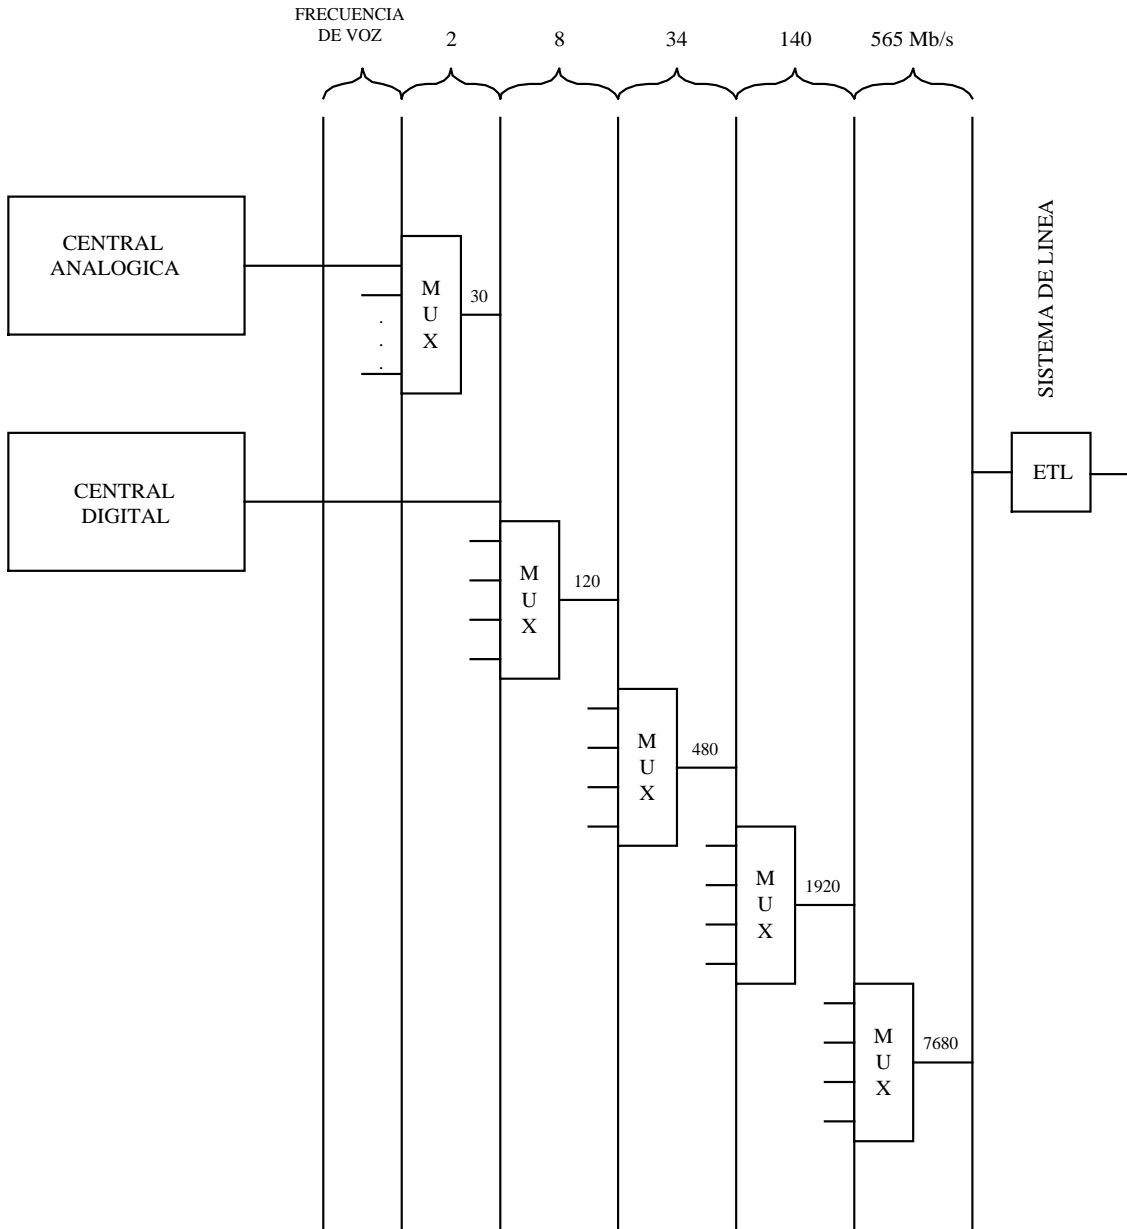 FRECUENCIA
DE VOZ
2
8
34
140
565 Mb/s
CENTRAL
ANALOGICA
M
U
X
30
.
.
.
SISTEMA DE LINEA
CENTRAL
DIGITAL
ETL
M
U
X
120
M
U
X
480
M
U
X
1920
M
U
X
7680